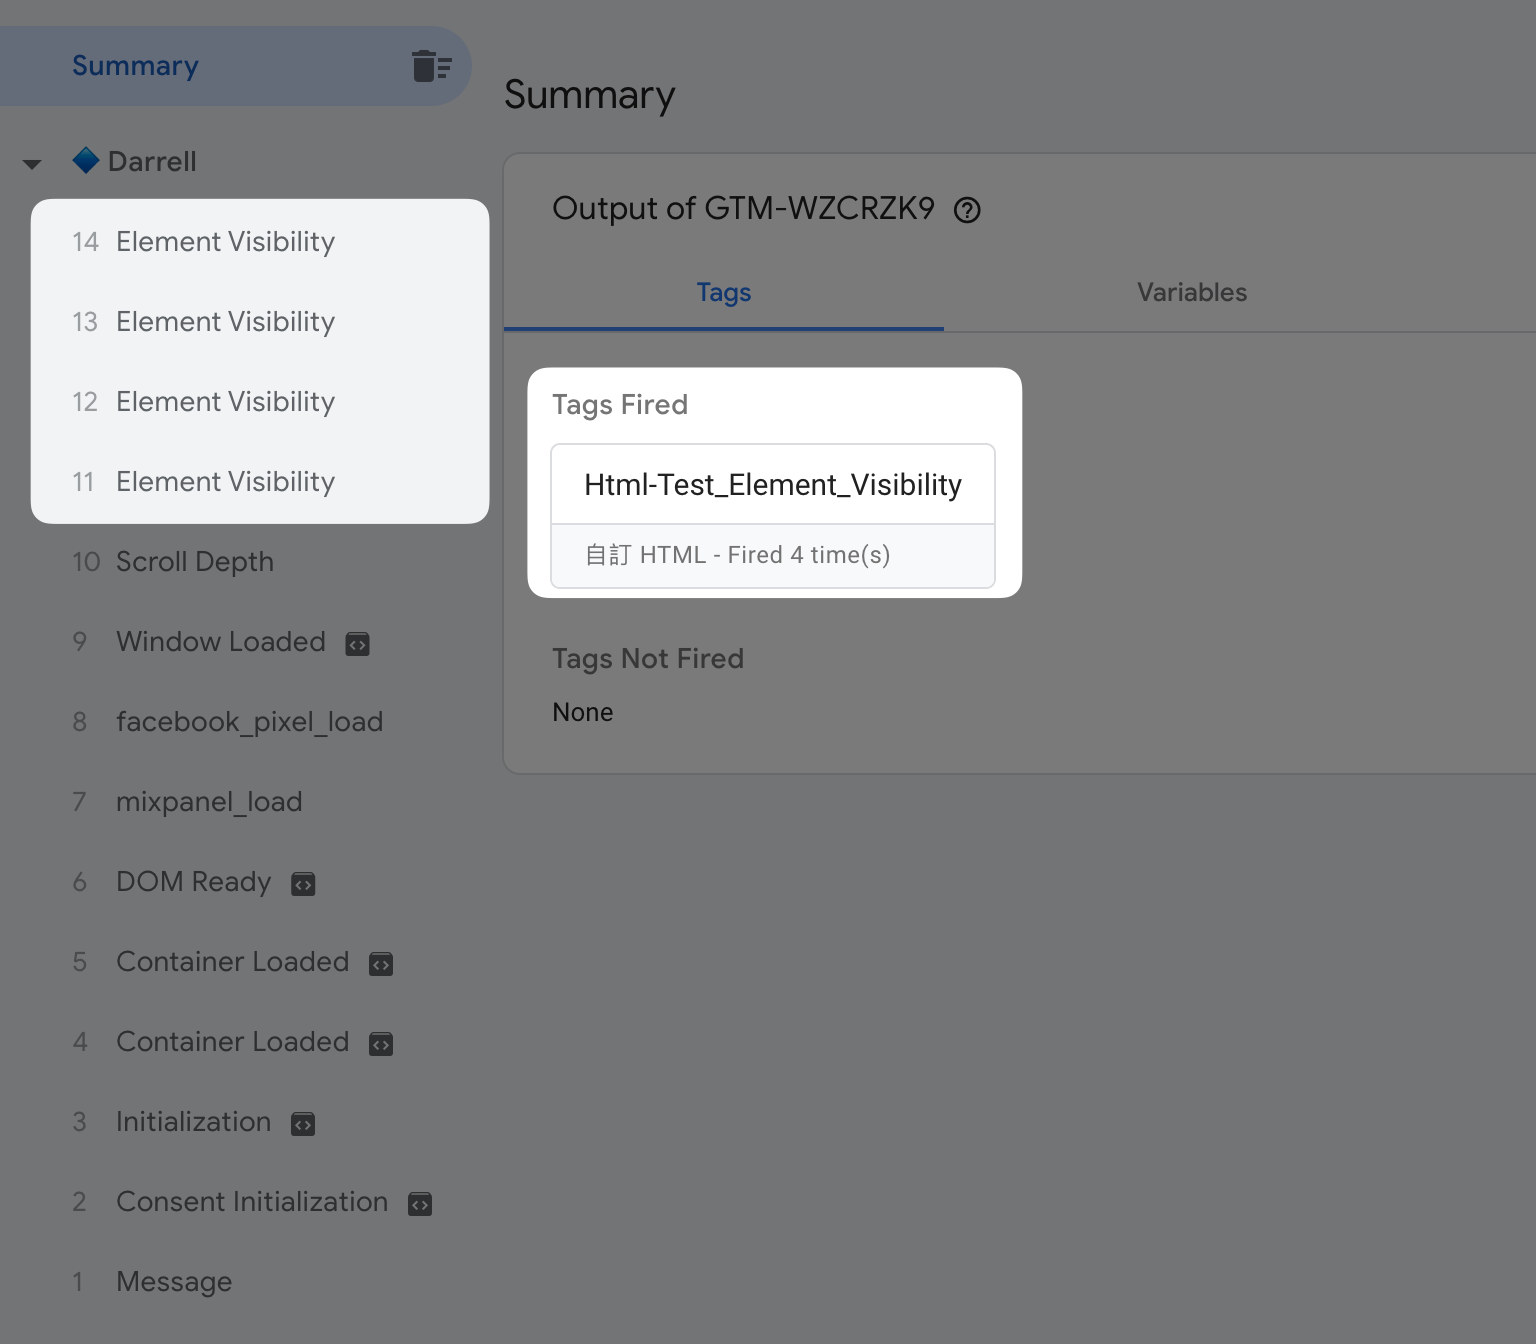 Summary
Darrell
14 Element Visibility
13 Element Visibility
12 Element Visibility
11 Element Visibility
10 Scroll Depth
9 Window Loaded
8 facebook_pixel_load
7 mixpanel_load
6 DOM Ready
5 Container Loaded
4 Container Loaded
3 Initialization
2 Consent Initialization
1 Message
Summary
Output of GTM-WZCRZK9
Tags
Variables
Tags Fired
Html-Test_Element_Visibility
自訂 HTML - Fired 4 time(s)
Tags Not Fired
None